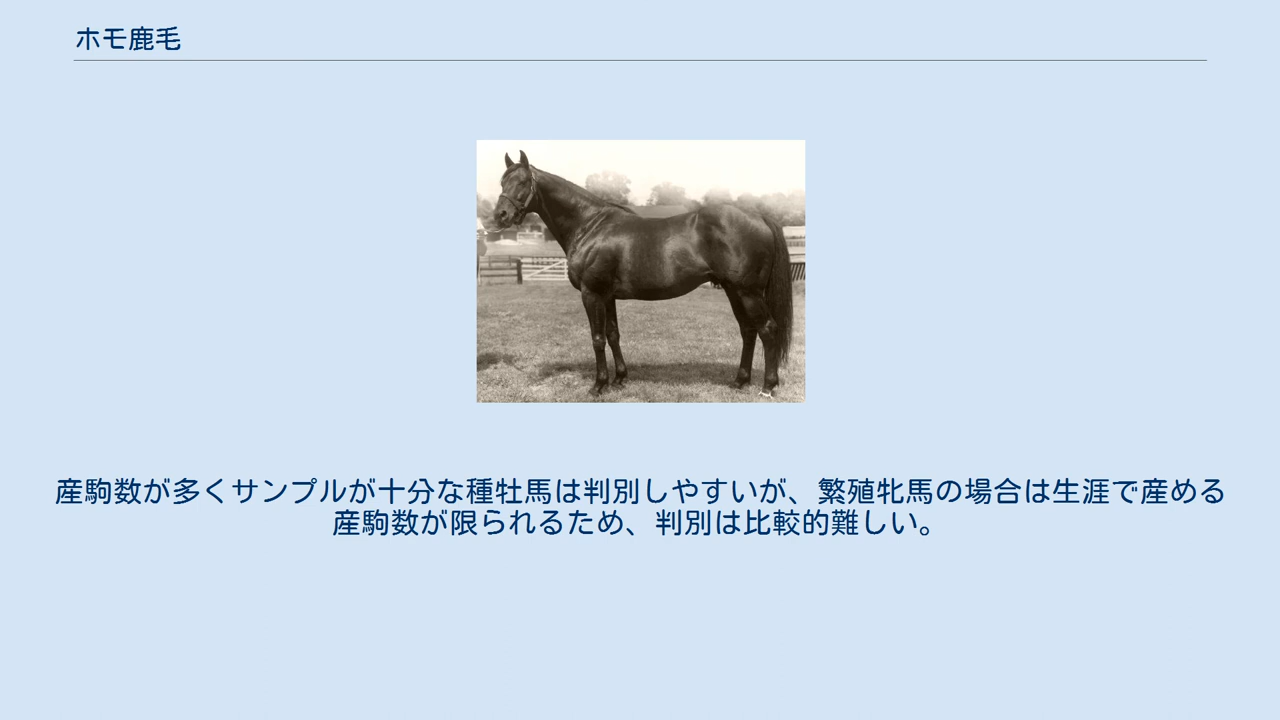 ホモ鹿毛
産駒数が多くサンプルが十分な種牡馬は判別しやすいが、繁殖牝馬の場合は生涯で産める
産駒数が限られるため、判別は比較的難しい。